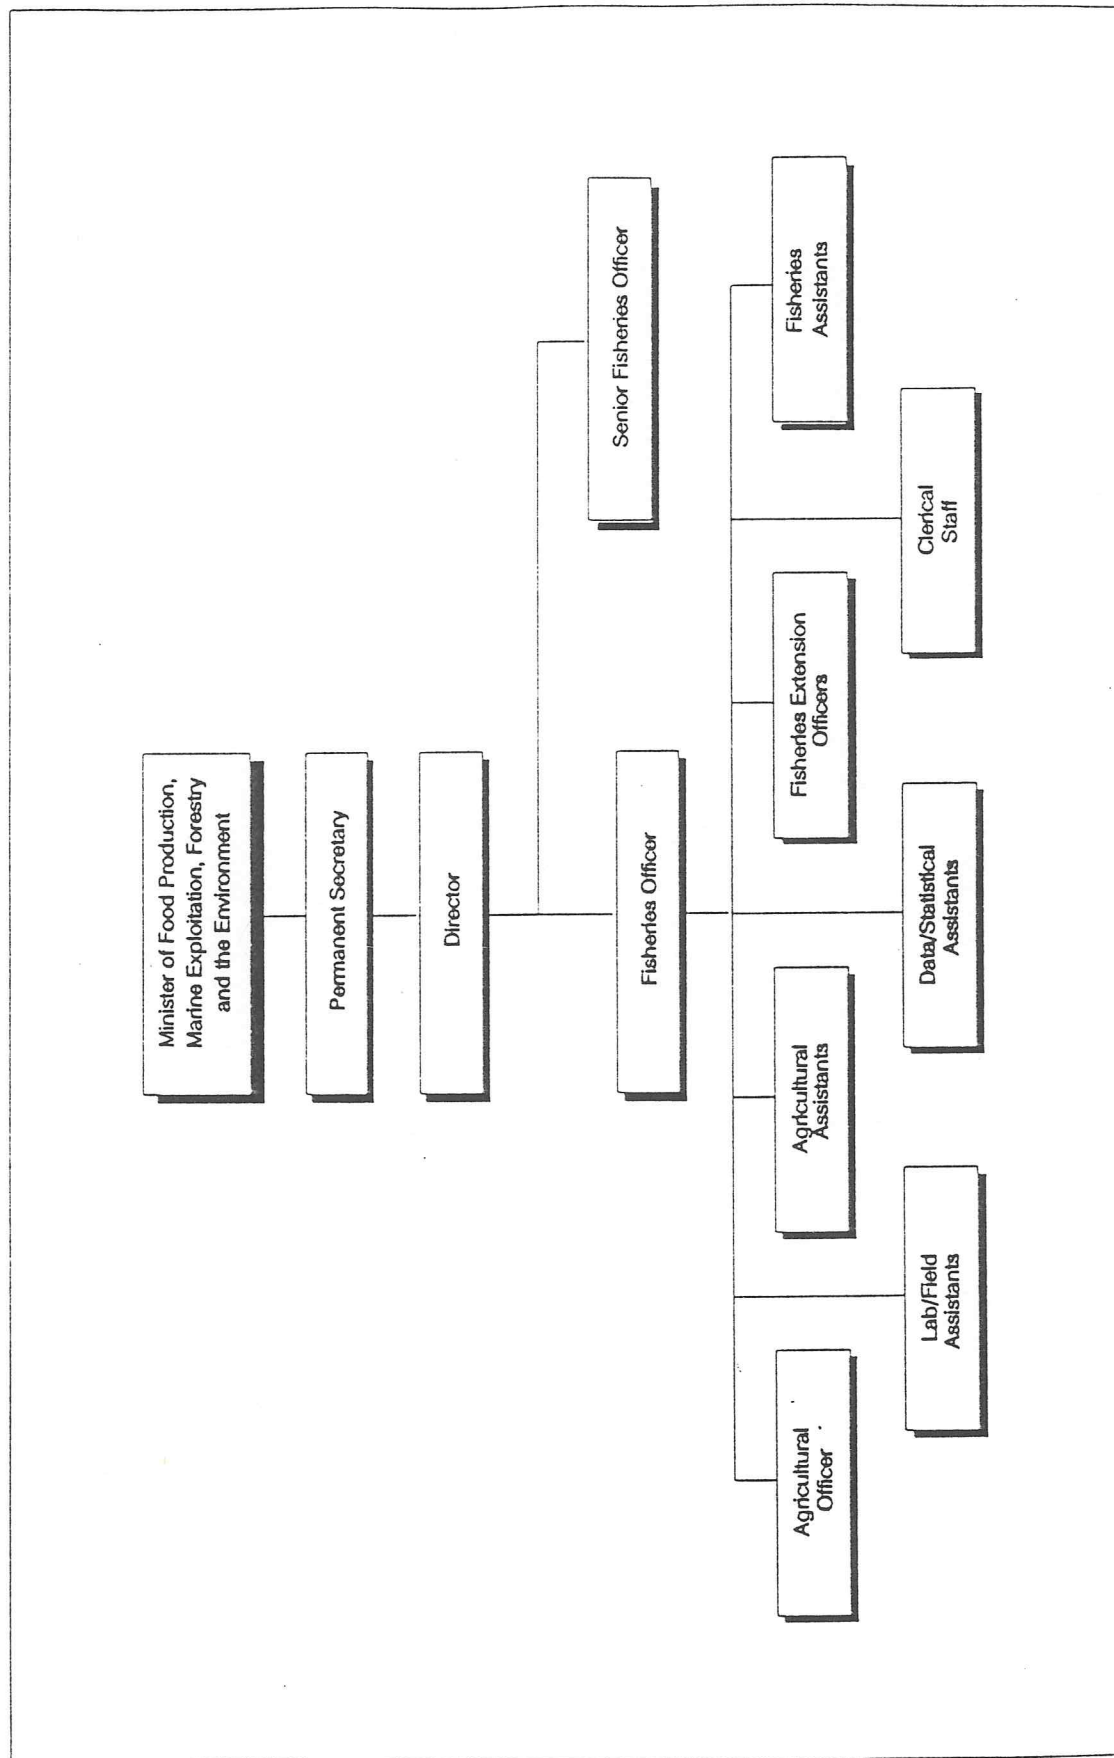 Minister of Food Production,
Marine Exploitation, Forestry
and the Environment
Permanent Secretary
Director
Senior Fisheries Officer
Fisheries Officer
Agricultural
Officer
Agricultural
Assistants
Fisheries Extension
Officers
Fisheries
Assistants
Lab/Field
Assistants
Data/Statistical
Assistants
Clerical
Staff